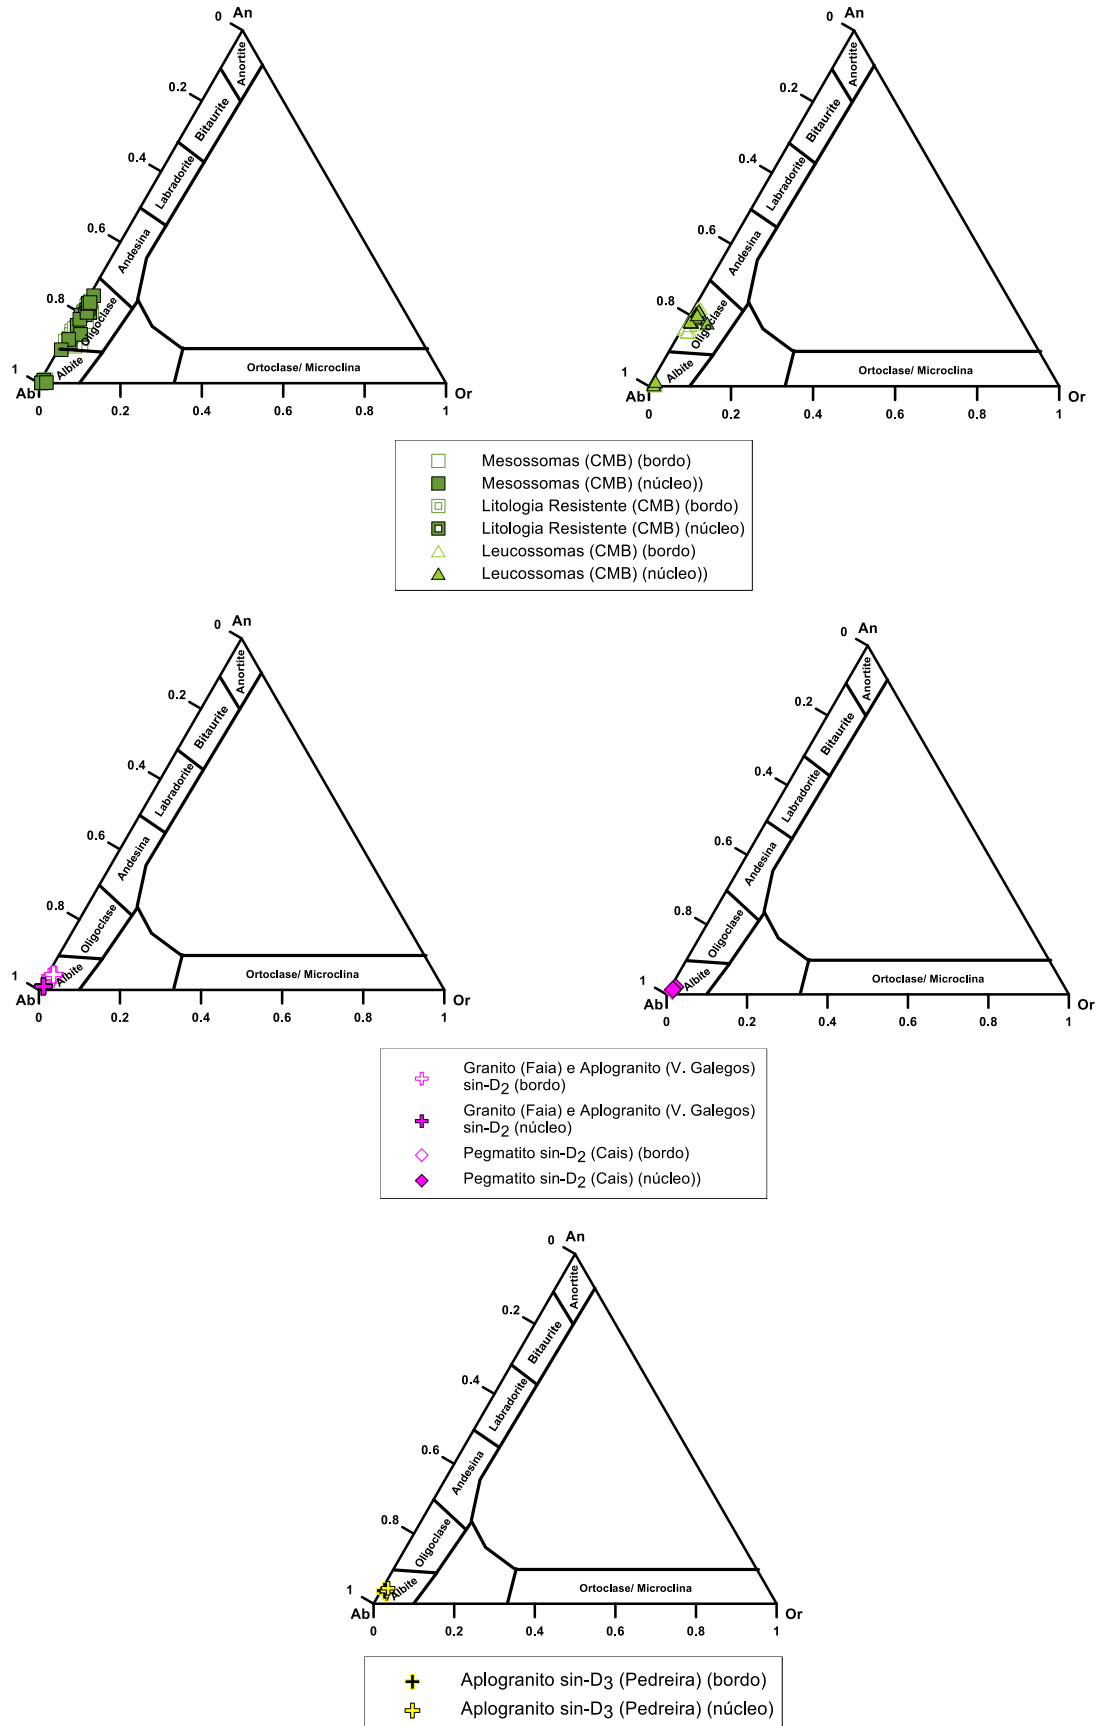 0 An
Anortite
0.2
Bitaurite
0.4
Labradorite
0.6
Andesina
0.8
Oligoclase
1
Albite
Ortoclase/ Microclina
Ab
Or
0 0.2 0.4 0.6 0.8 1
0 An
Anortite
0.2
Bitaurite
0.4
Labradorite
0.6
Andesina
0.8
Oligoclase
1
Albite
Ortoclase/ Microclina
Ab
Or
0 0.2 0.4 0.6 0.8 1
Mesossomas (CMB) (bordo)
Mesossomas (CMB) (núcleo))
Litologia Resistente (CMB) (bordo)
Litologia Resistente (CMB) (núcleo)
Leucossomas (CMB) (bordo)
Leucossomas (CMB) (núcleo))
0 An
Anortite
0.2
Bitaurite
0.4
Labradorite
0.6
Andesina
0.8
Oligoclase
1
Albite
Ortoclase/ Microclina
Ab
Or
0 0.2 0.4 0.6 0.8 1
0 An
Anortite
0.2
Bitaurite
0.4
Labradorite
0.6
Andesina
0.8
Oligoclase
1
Albite
Ortoclase/ Microclina
Ab
Or
0 0.2 0.4 0.6 0.8 1
Granito (Faia) e Aplogranito (V. Galegos)
sin-D2 (bordo)
Granito (Faia) e Aplogranito (V. Galegos)
sin-D2 (núcleo)
Pegmatito sin-D2 (Cais) (bordo)
Pegmatito sin-D2 (Cais) (núcleo))
0 An
Anortite
0.2
Bitaurite
0.4
Labradorite
0.6
Andesina
0.8
Oligoclase
1
Albite
Ortoclase/ Microclina
Ab
Or
0 0.2 0.4 0.6 0.8 1
Aplogranito sin-D3 (Pedreira) (bordo)
Aplogranito sin-D3 (Pedreira) (núcleo)